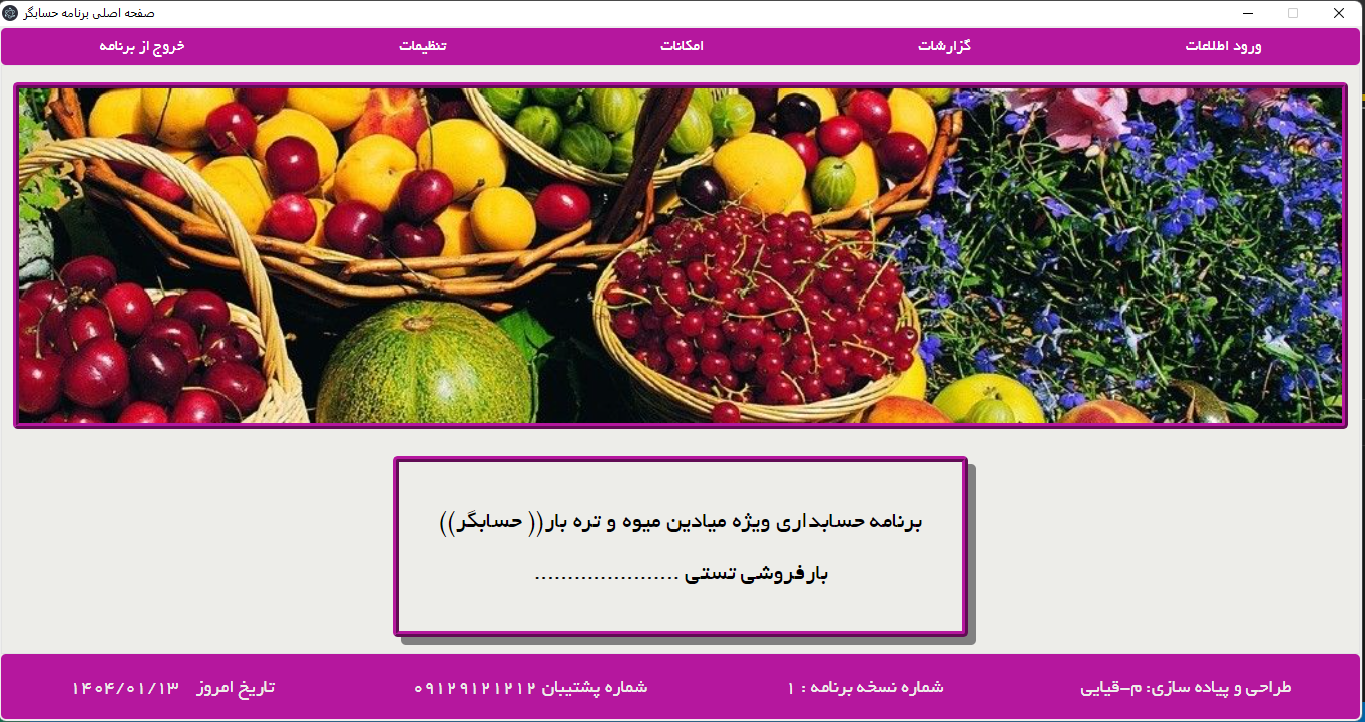 صفحه اصلی برنامه حسابگر
ورود اطلاعات گزارشات امکانات تنظیمات خروج از برنامه
برنامه حسابداری ویژه میادین میوه و تره بار(( حسابگر))
بارفروشی تستی ......................
طراحی و پیاده سازی: م-قیایی شماره نسخه برنامه : ۱ شماره پشتیبان ۰۹۱۲۹۱۲۱۲۱۲ تاریخ امروز ۱۴۰۴/۰۱/۱۳